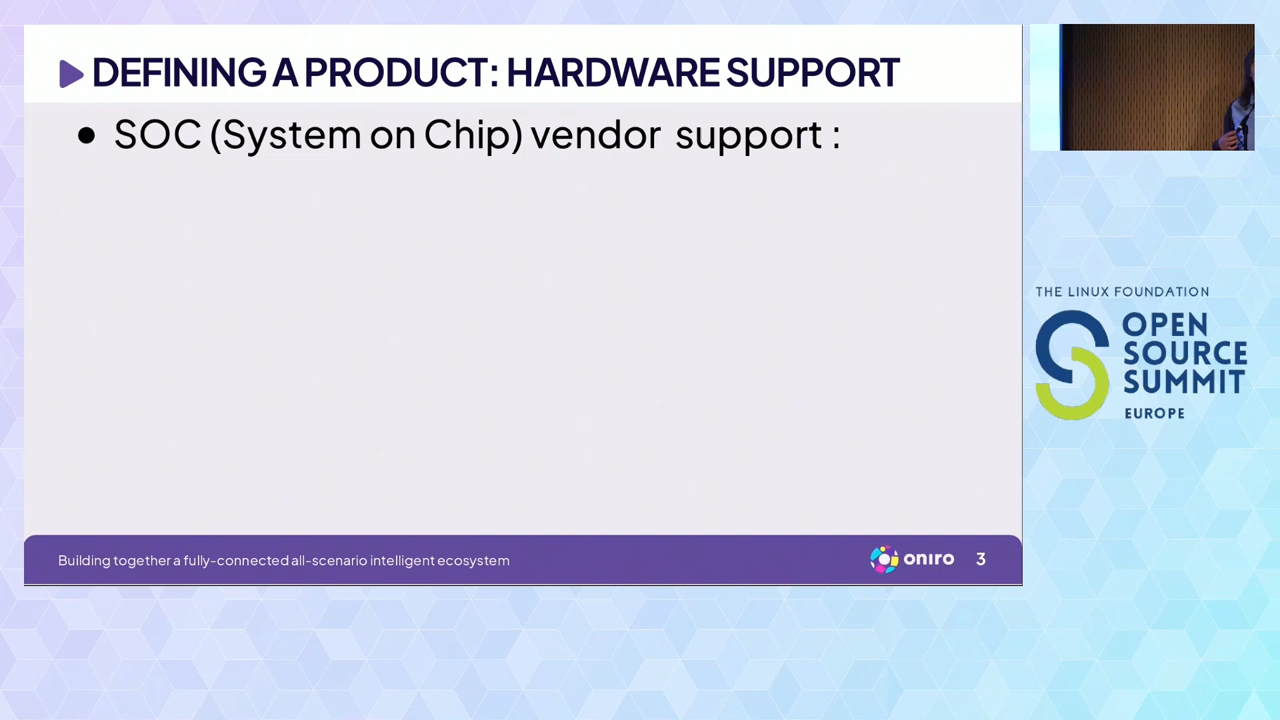 DEFINING A PRODUCT: HARDWARE SUPPORT
● SOC (System on Chip) vendor support :
Building together a fully-connected all-scenario intelligent ecosystem
oniro
3
THE LINUX FOUNDATION
OPEN
SOURCE
SUMMIT
EUROPE